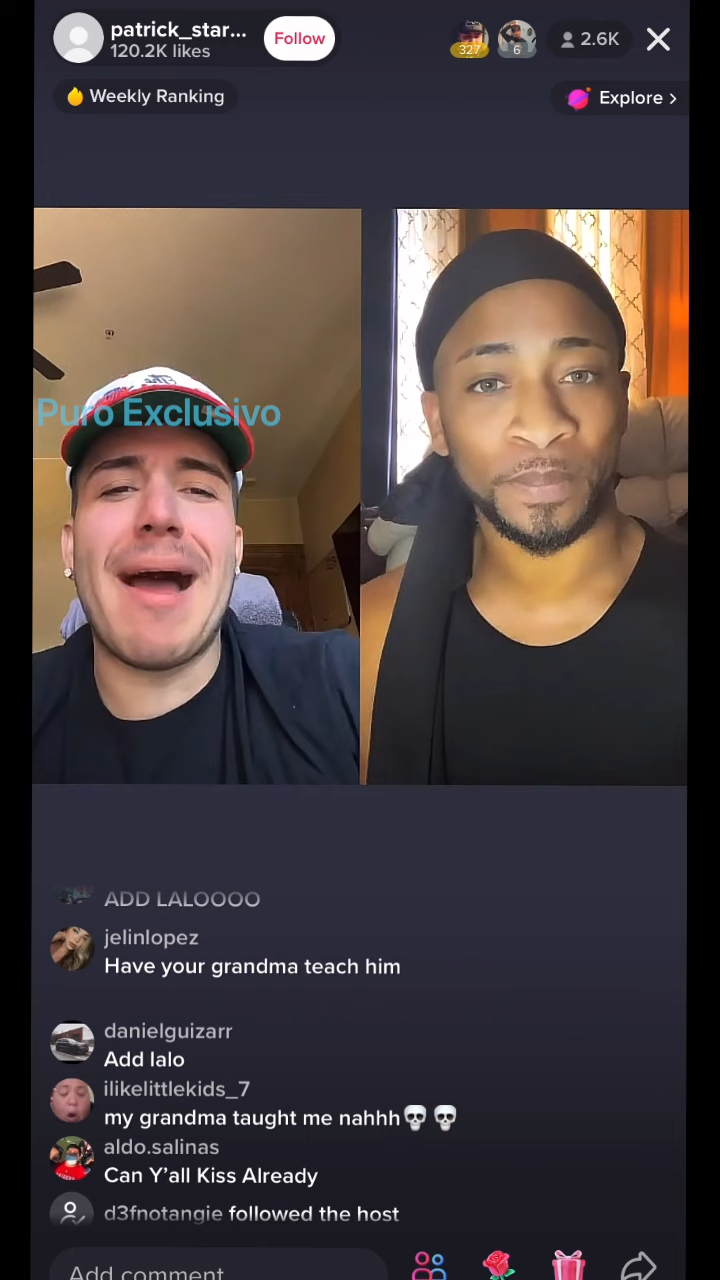 patrick_star...
120.2K likes
Follow
327
6
2.6K
Weekly Ranking
Explore >
Puro Exclusivo
ADD LALOOOO
jelinlopez
Have your grandma teach him
danielguizarr
Add lalo
ilikelittlekids_7
my grandma taught me nahhh💀💀
aldo.salinas
Can Y’all Kiss Already
d3fnotangie followed the host
Add comment